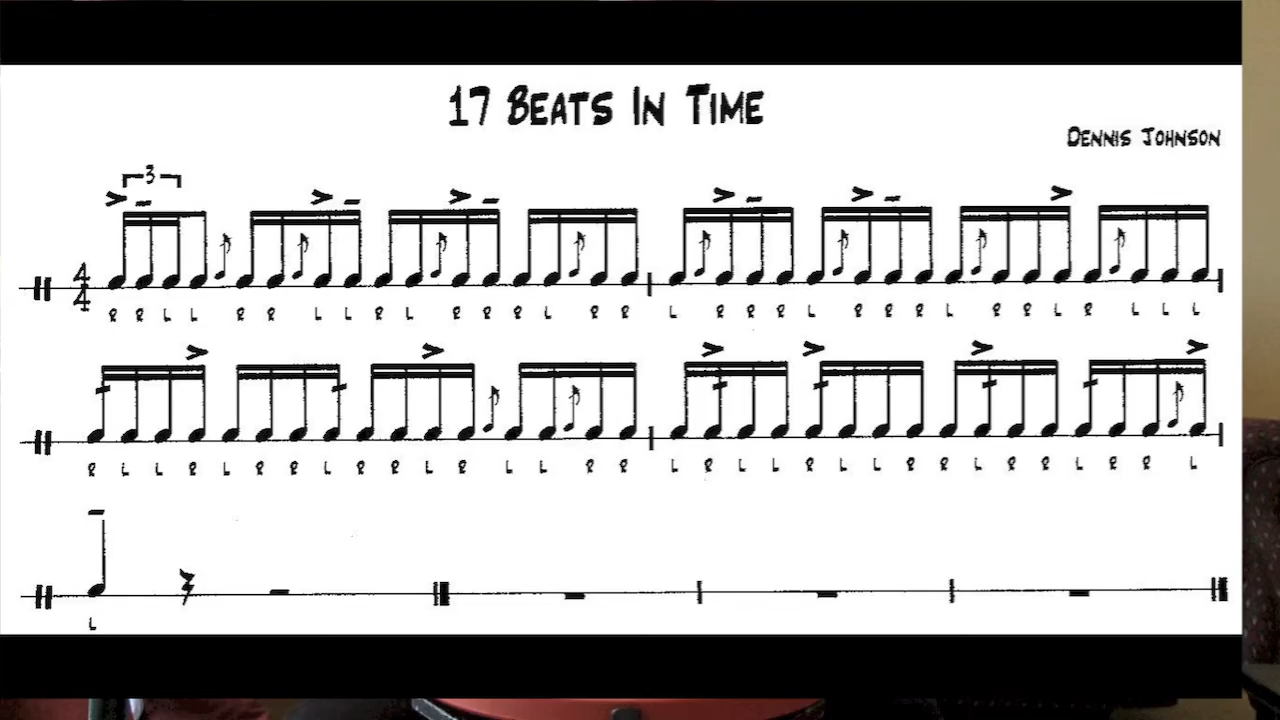 17 BEATS IN TIME
DENNIS JOHNSON
3
4
4
R R L L R R L L R L R R R L R R L R R R L R R R L R R L R L L L
R L L R L R R L R R L R L L R R L R L L R L L R R L R R L R R L
L